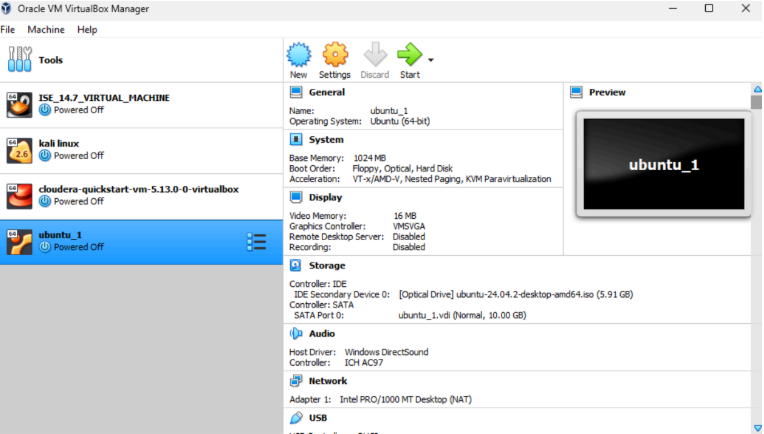 Oracle VM VirtualBox Manager
File Machine Help
Tools
New Settings Discard Start
64 ISE_14.7_VIRTUAL_MACHINE
Powered Off
64 2.6 kali linux
Powered Off
64 cloudera-quickstart-vm-5.13.0-0-virtualbox
Powered Off
64 ubuntu_1
Powered Off
General
Name: ubuntu_1
Operating System: Ubuntu (64-bit)
System
Base Memory: 1024 MB
Boot Order: Floppy, Optical, Hard Disk
Acceleration: VT-x/AMD-V, Nested Paging, KVM Paravirtualization
Display
Video Memory: 16 MB
Graphics Controller: VMSVGA
Remote Desktop Server: Disabled
Recording: Disabled
Storage
Controller: IDE
IDE Secondary Device 0: [Optical Drive] ubuntu-24.04.2-desktop-amd64.iso (5.91 GB)
Controller: SATA
SATA Port 0: ubuntu_1.vdi (Normal, 10.00 GB)
Audio
Host Driver: Windows DirectSound
Controller: ICH AC97
Network
Adapter 1: Intel PRO/1000 MT Desktop (NAT)
USB
Preview
ubuntu_1